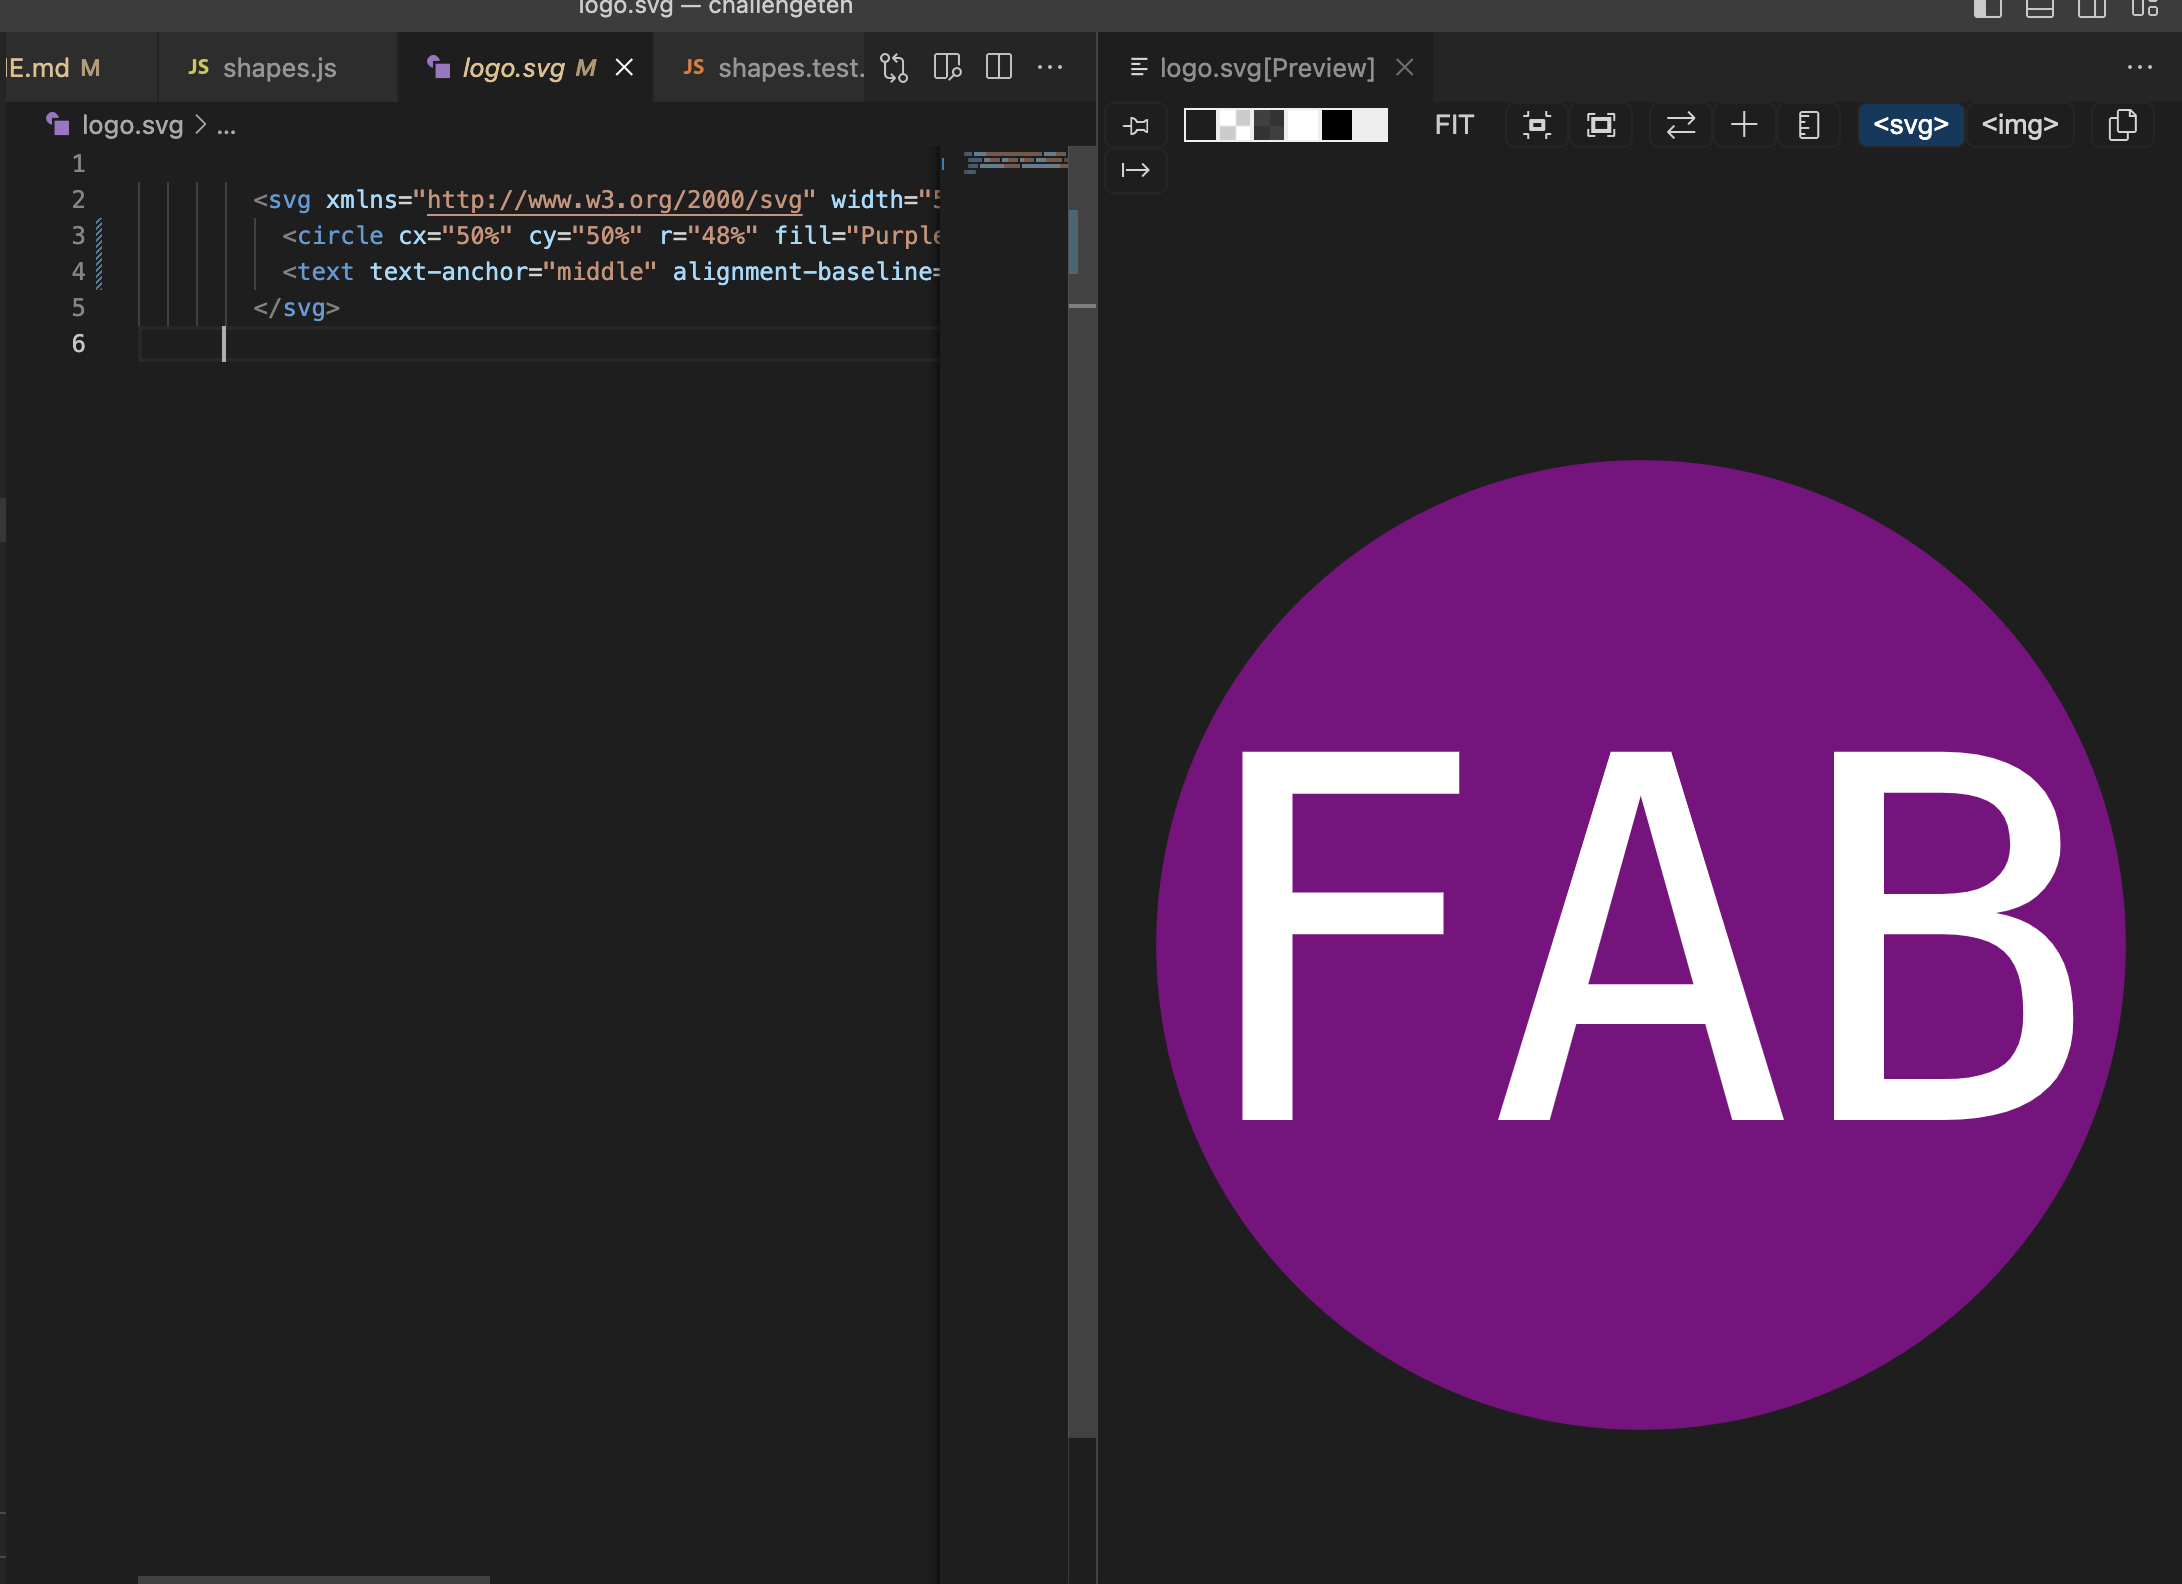 logo.svg — challengeten
E.md M
JS shapes.js
logo.svg M
JS shapes.test.
logo.svg[Preview]
logo.svg > ...
FIT
<svg>
<img>
1
2 <svg xmlns="http://www.w3.org/2000/svg" width="5
3 <circle cx="50%" cy="50%" r="48%" fill="Purple
4 <text text-anchor="middle" alignment-baseline=
5 </svg>
6
FAB